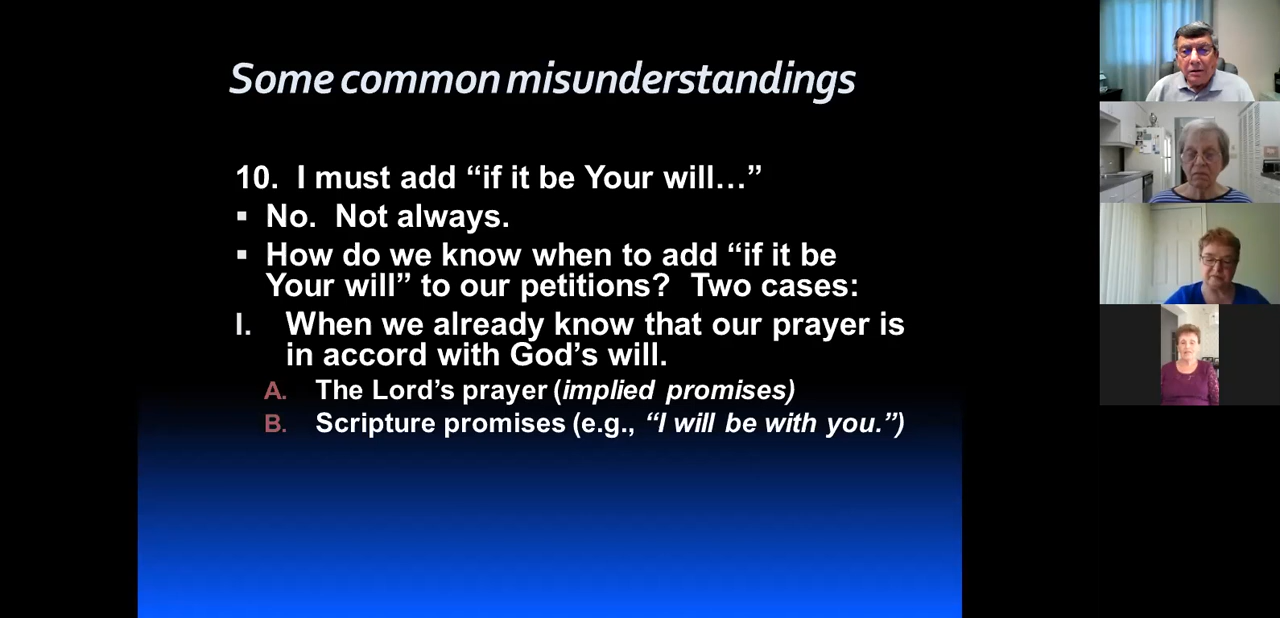 Some common misunderstandings
10. I must add “if it be Your will…”
▪ No. Not always.
▪ How do we know when to add “if it be
Your will” to our petitions? Two cases:
I. When we already know that our prayer is
in accord with God’s will.
A. The Lord’s prayer (implied promises)
B. Scripture promises (e.g., “I will be with you.”)